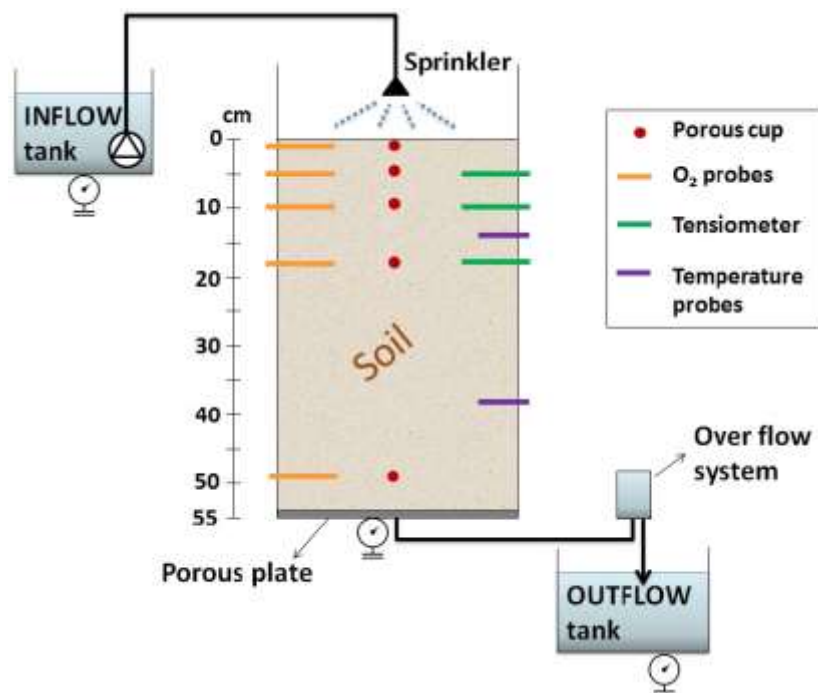 Sprinkler
INFLOW
tank
cm
0
10
20
30
40
50
55
Soil
Porous cup
O₂ probes
Tensiometer
Temperature
probes
Over flow
system
Porous plate
OUTFLOW
tank